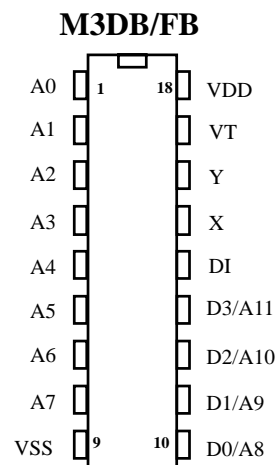 M3DB/FB
A0 1 18 VDD
A1 VT
A2 Y
A3 X
A4 DI
A5 D3/A11
A6 D2/A10
A7 D1/A9
VSS 9 10 D0/A8